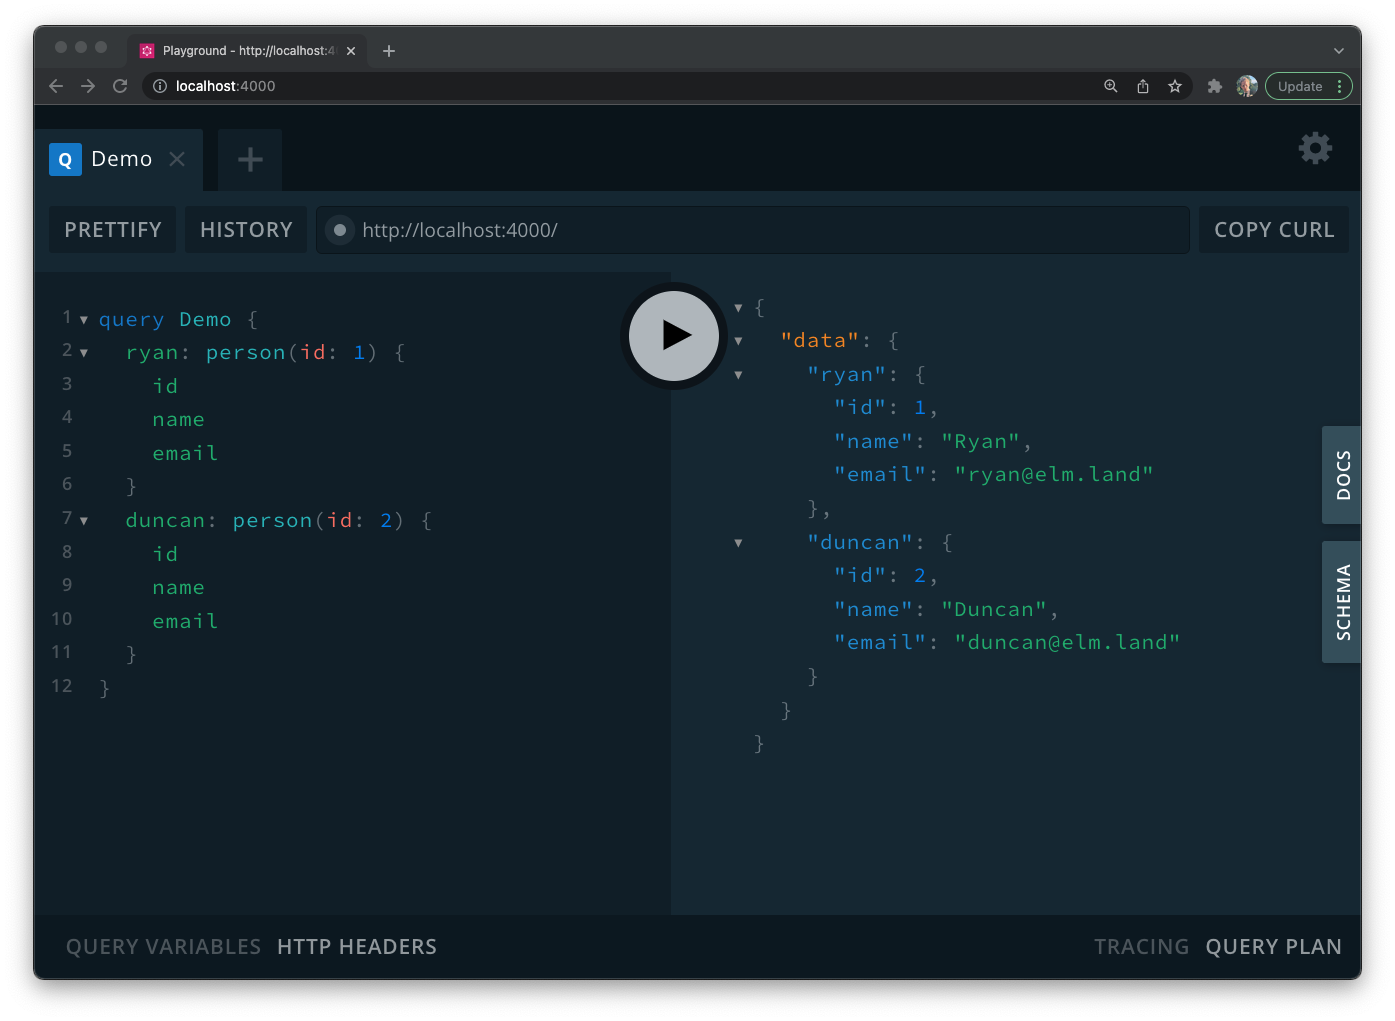 Playground - http://localhost:4
localhost:4000
Update
Q Demo
PRETTIFY HISTORY http://localhost:4000/ COPY CURL
1 query Demo {
2 ryan: person(id: 1) {
3 id
4 name
5 email
6 }
7 duncan: person(id: 2) {
8 id
9 name
10 email
11 }
12 }
{
"data": {
"ryan": {
"id": 1,
"name": "Ryan",
"email": "ryan@elm.land"
},
"duncan": {
"id": 2,
"name": "Duncan",
"email": "duncan@elm.land"
}
}
}
DOCS
SCHEMA
QUERY VARIABLES HTTP HEADERS
TRACING QUERY PLAN